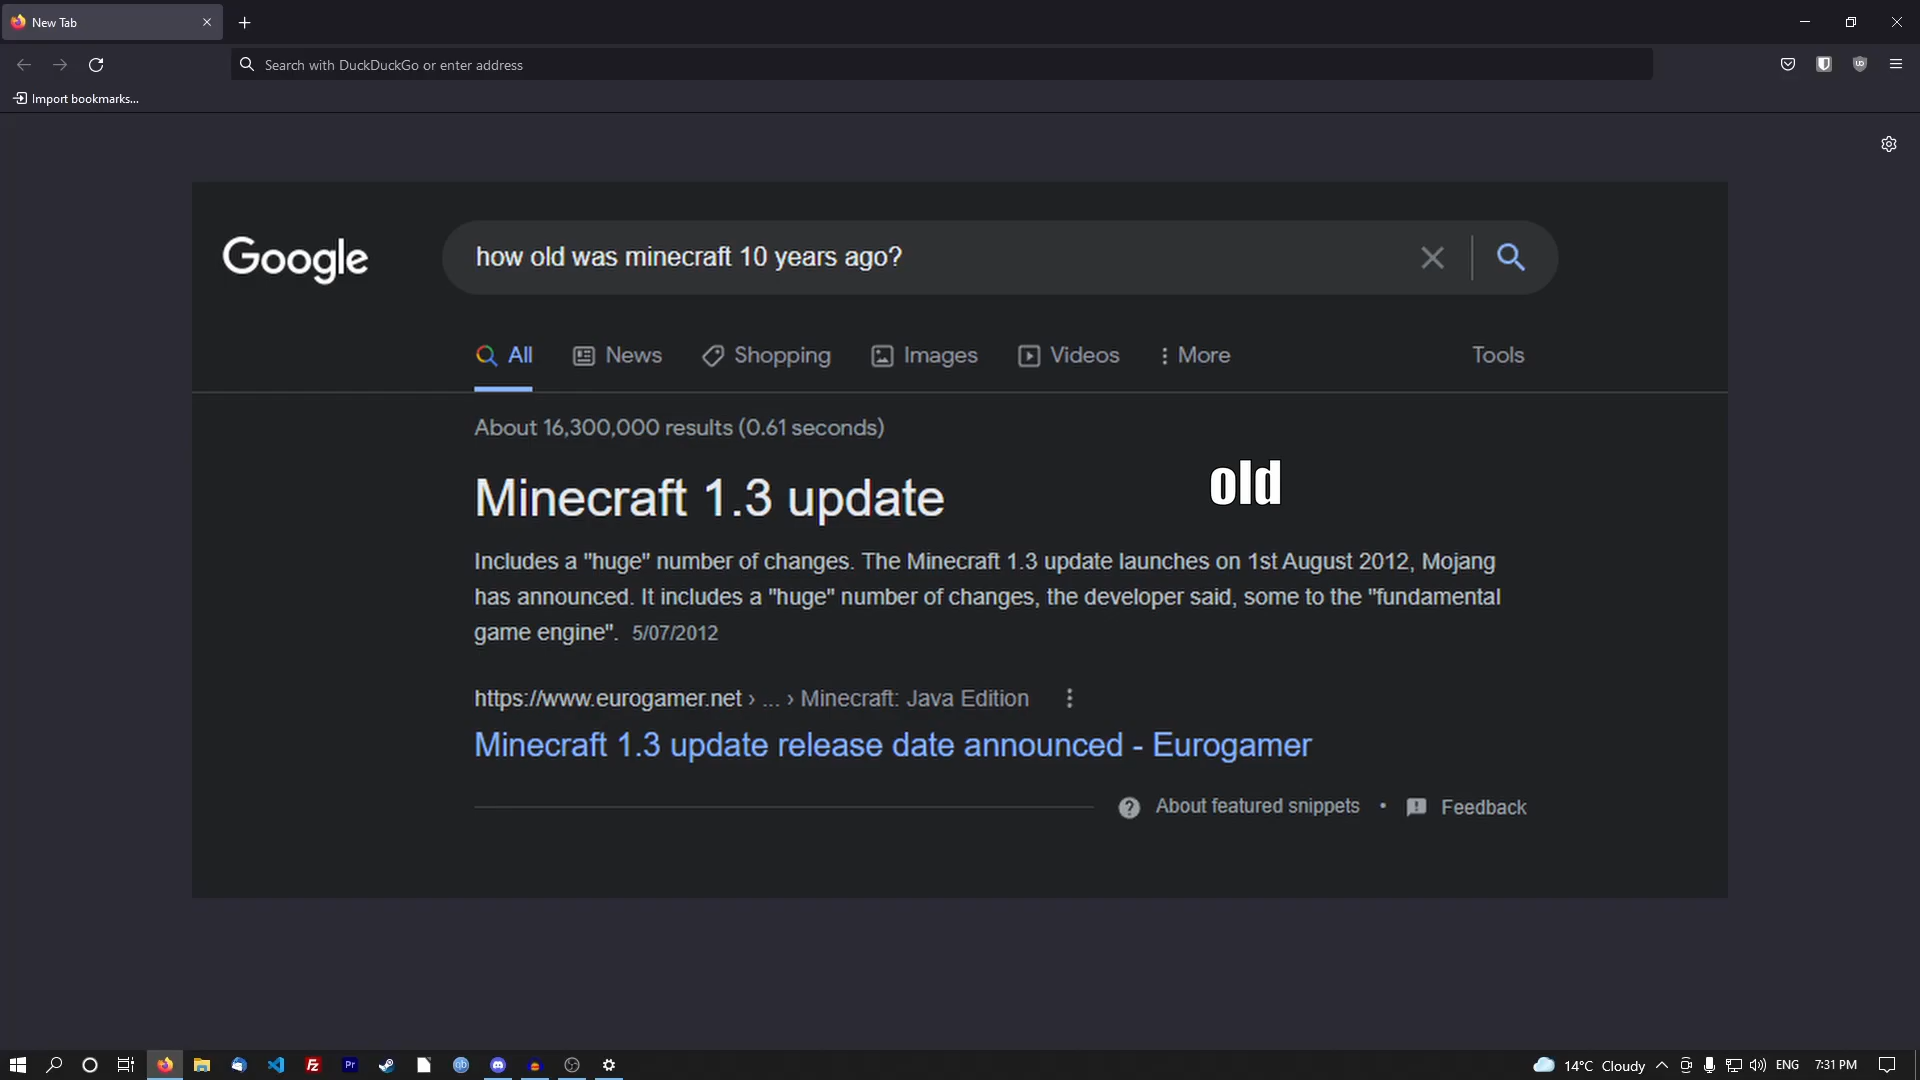 New Tab
Search with DuckDuckGo or enter address
Import bookmarks...
Google
how old was minecraft 10 years ago?
All News Shopping Images Videos More Tools
About 16,300,000 results (0.61 seconds)
old
Minecraft 1.3 update
Includes a "huge" number of changes. The Minecraft 1.3 update launches on 1st August 2012, Mojang
has announced. It includes a "huge" number of changes, the developer said, some to the "fundamental
game engine". 5/07/2012
https://www.eurogamer.net › ... › Minecraft: Java Edition
Minecraft 1.3 update release date announced - Eurogamer
About featured snippets • Feedback
Fz Pr qb 14°C Cloudy ENG 7:31 PM